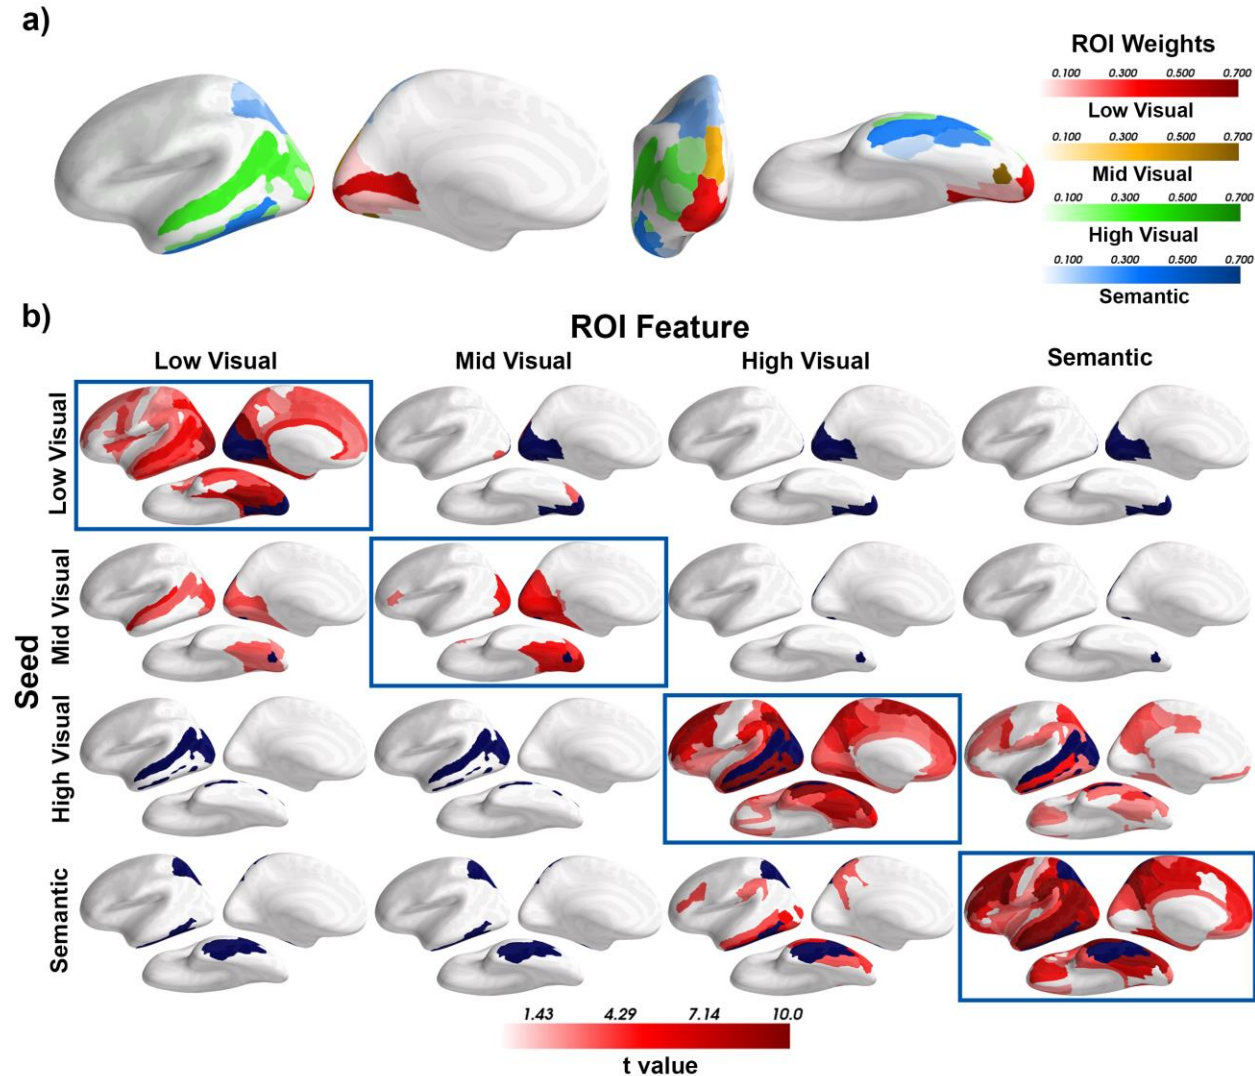 a)
ROI Weights
0.100 0.300 0.500 0.700
Low Visual
0.100 0.300 0.500 0.700
Mid Visual
0.100 0.300 0.500 0.700
High Visual
0.100 0.300 0.500 0.700
Semantic
b)
ROI Feature
Low Visual Mid Visual High Visual Semantic
Seed
Low Visual
Mid Visual
High Visual
Semantic
1.43 4.29 7.14 10.0
t value